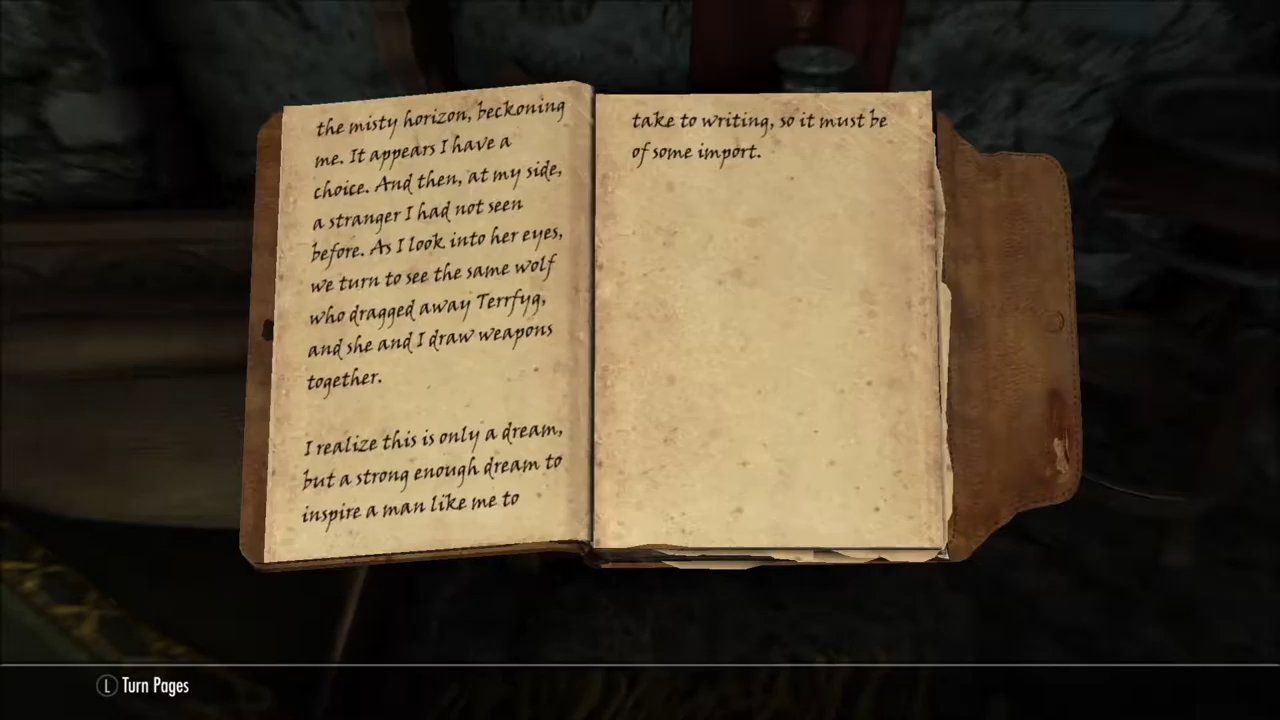 the misty horizon, beckoning
me. It appears I have a
choice. And then, at my side,
a stranger I had not seen
before. As I look into her eyes,
we turn to see the same wolf
who dragged away Terrfyg,
and she and I draw weapons
together.
I realize this is only a dream,
but a strong enough dream to
inspire a man like me to
take to writing, so it must be
of some import.
L Turn Pages